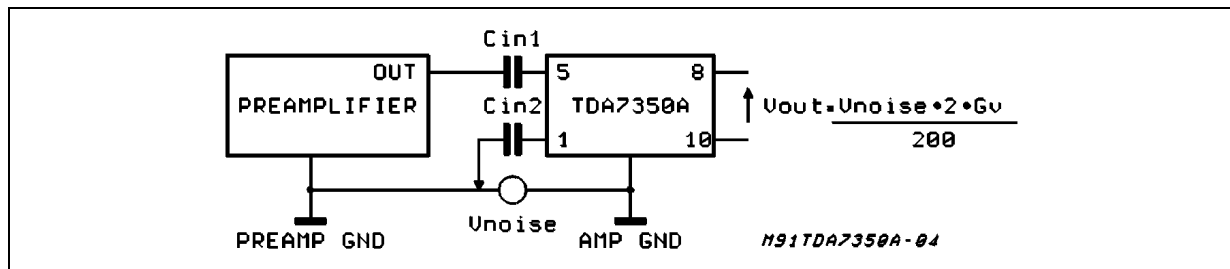 Cin1
OUT
5
8
PREAMPLIFIER
Cin2
TDA7350A
Vout=Vnoise•2•Gv
1
10
200
Vnoise
PREAMP GND
AMP GND
M91TDA7350A-04